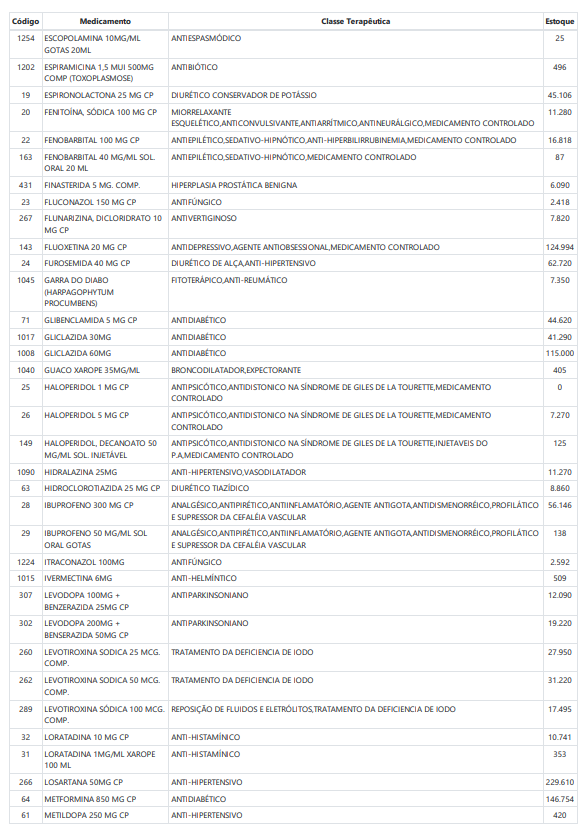 Código Medicamento Classe Terapêutica Estoque
1254 ESCOPOLAMINA 10MG/ML ANTIESPASMÓDICO 25
GOTAS 20ML
1202 ESPIRAMICINA 1,5 MUI 500MG ANTIBIÓTICO 496
COMP (TOXOPLASMOSE)
19 ESPIRONOLACTONA 25 MG CP DIURÉTICO CONSERVADOR DE POTÁSSIO 45.106
20 FENITOÍNA, SÓDICA 100 MG CP MIORRELAXANTE 11.280
ESQUELÉTICO,ANTICONVULSIVANTE,ANTIARRÍTMICO,ANTINEURÁLGICO,MEDICAMENTO CONTROLADO
22 FENOBARBITAL 100 MG CP ANTIEPILÉTICO,SEDATIVO-HIPNÓTICO,ANTI-HIPERBILIRRUBINEMIA,MEDICAMENTO CONTROLADO 16.818
163 FENOBARBITAL 40 MG/ML SOL. ANTIEPILÉTICO,SEDATIVO-HIPNÓTICO,MEDICAMENTO CONTROLADO 87
ORAL 20 ML
431 FINASTERIDA 5 MG. COMP. HIPERPLASIA PROSTÁTICA BENIGNA 6.090
23 FLUCONAZOL 150 MG CP ANTIFÚNGICO 2.418
267 FLUNARIZINA, DICLORIDRATO 10 ANTIVERTIGINOSO 7.820
MG CP
143 FLUOXETINA 20 MG CP ANTIDEPRESSIVO,AGENTE ANTIOBSESSIONAL,MEDICAMENTO CONTROLADO 124.994
24 FUROSEMIDA 40 MG CP DIURÉTICO DE ALÇA,ANTI-HIPERTENSIVO 62.720
1045 GARRA DO DIABO FITOTERÁPICO,ANTI-REUMÁTICO 7.350
(HARPAGOPHYTUM
PROCUMBENS)
71 GLIBENCLAMIDA 5 MG CP ANTIDIABÉTICO 44.620
1017 GLICLAZIDA 30MG ANTIDIABÉTICO 41.290
1008 GLICLAZIDA 60MG ANTIDIABÉTICO 115.000
1040 GUACO XAROPE 35MG/ML BRONCODILATADOR,EXPECTORANTE 405
25 HALOPERIDOL 1 MG CP ANTIPSICÓTICO,ANTIDISTONICO NA SÍNDROME DE GILES DE LA TOURETTE,MEDICAMENTO 0
CONTROLADO
26 HALOPERIDOL 5 MG CP ANTIPSICÓTICO,ANTIDISTONICO NA SÍNDROME DE GILES DE LA TOURETTE,MEDICAMENTO 7.270
CONTROLADO
149 HALOPERIDOL, DECANOATO 50 ANTIPSICÓTICO,ANTIDISTONICO NA SÍNDROME DE GILES DE LA TOURETTE,INJETAVEIS DO 125
MG/ML SOL. INJETÁVEL P.A,MEDICAMENTO CONTROLADO
1090 HIDRALAZINA 25MG ANTI-HIPERTENSIVO,VASODILATADOR 11.270
63 HIDROCLOROTIAZIDA 25 MG CP DIURÉTICO TIAZÍDICO 8.860
28 IBUPROFENO 300 MG CP ANALGÉSICO,ANTIPIRÉTICO,ANTIINFLAMATÓRIO,AGENTE ANTIGOTA,ANTIDISMENORRÉICO,PROFILÁTICO 56.146
E SUPRESSOR DA CEFALÉIA VASCULAR
29 IBUPROFENO 50 MG/ML SOL ANALGÉSICO,ANTIPIRÉTICO,ANTIINFLAMATÓRIO,AGENTE ANTIGOTA,ANTIDISMENORRÉICO,PROFILÁTICO 138
ORAL GOTAS E SUPRESSOR DA CEFALÉIA VASCULAR
1224 ITRACONAZOL 100MG ANTIFÚNGICO 2.592
1015 IVERMECTINA 6MG ANTI-HELMÍNTICO 509
307 LEVODOPA 100MG + ANTIPARKINSONIANO 12.090
BENZERAZIDA 25MG CP
302 LEVODOPA 200MG + ANTIPARKINSONIANO 19.220
BENSERAZIDA 50MG CP
260 LEVOTIROXINA SODICA 25 MCG. TRATAMENTO DA DEFICIENCIA DE IODO 27.950
COMP.
262 LEVOTIROXINA SODICA 50 MCG. TRATAMENTO DA DEFICIENCIA DE IODO 31.220
COMP.
289 LEVOTIROXINA SÓDICA 100 MCG. REPOSIÇÃO DE FLUIDOS E ELETRÓLITOS,TRATAMENTO DA DEFICIENCIA DE IODO 17.495
COMP.
32 LORATADINA 10 MG CP ANTI-HISTAMÍNICO 10.741
31 LORATADINA 1MG/ML XAROPE ANTI-HISTAMÍNICO 353
100 ML
266 LOSARTANA 50MG CP ANTI-HIPERTENSIVO 229.610
64 METFORMINA 850 MG CP ANTIDIABÉTICO 146.754
61 METILDOPA 250 MG CP ANTI-HIPERTENSIVO 420